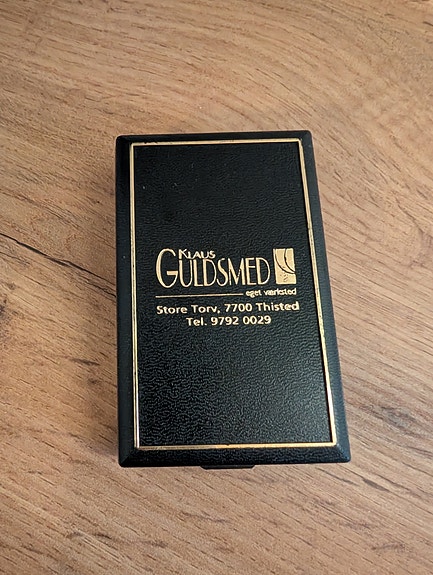 KLAUS
GULDSMED
eget værksted
Store Torv, 7700 Thisted
Tel. 9792 0029